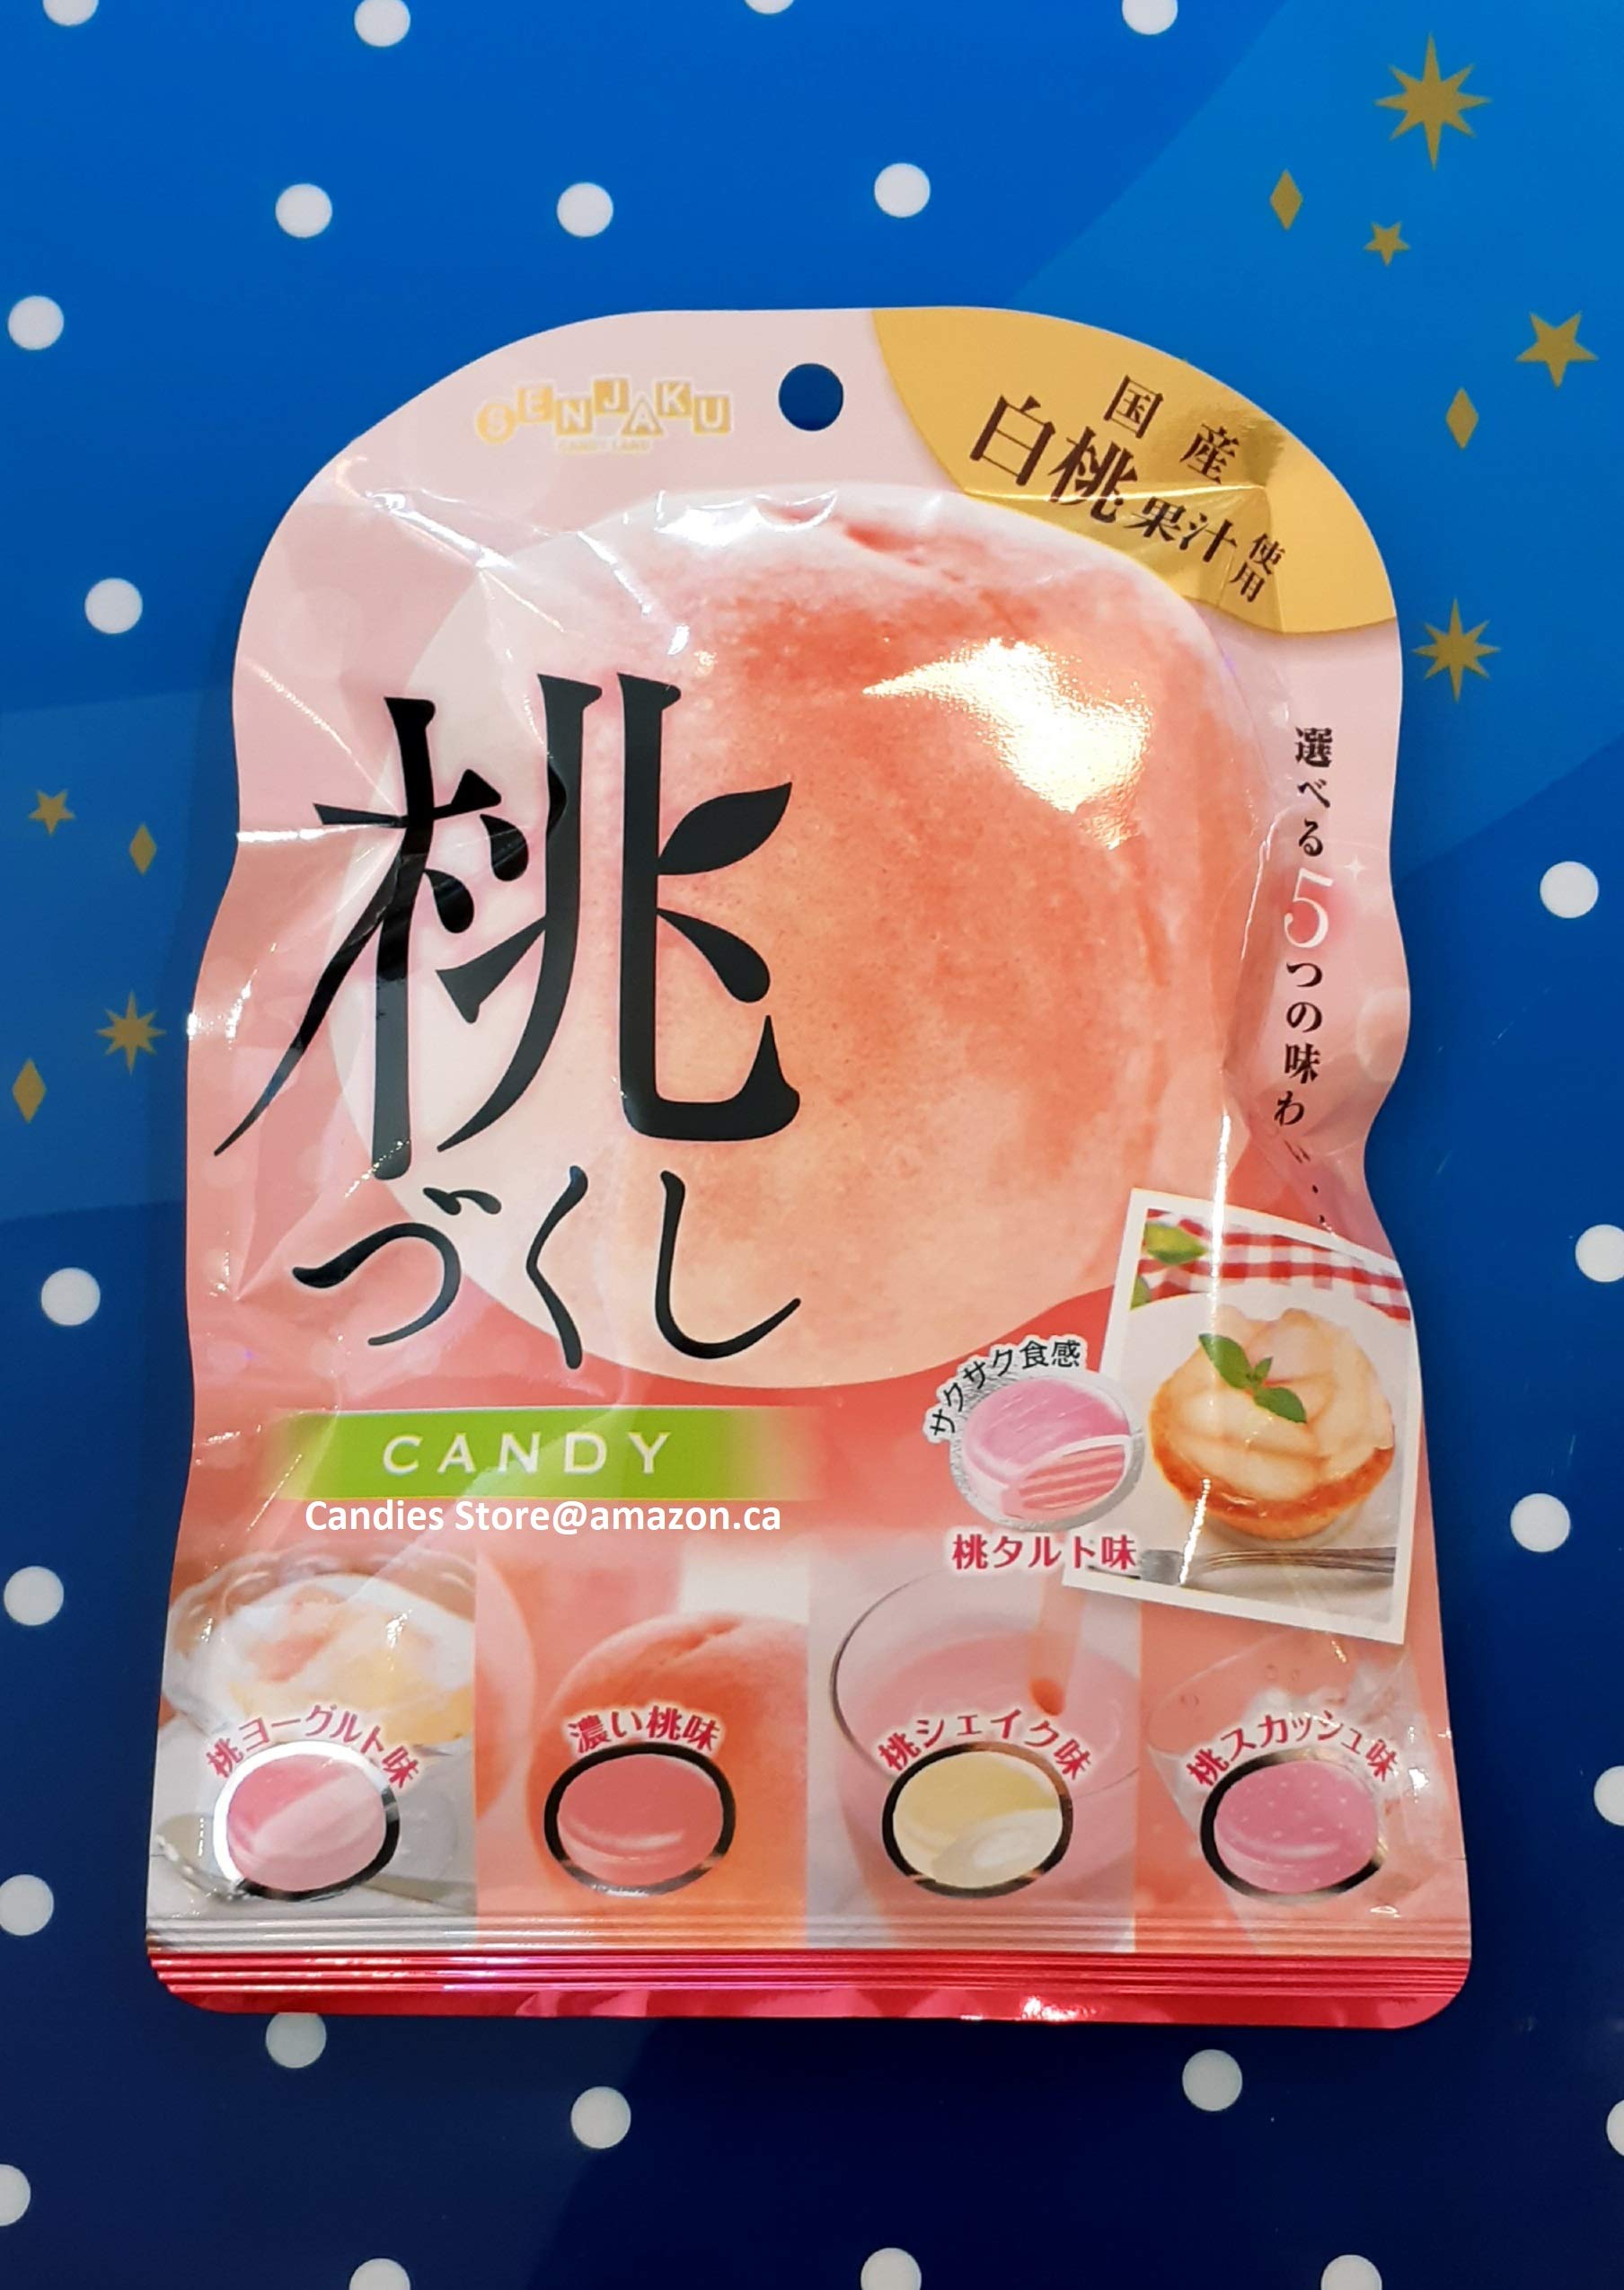 SENJAKU
CANDY LAND
国産
白桃果汁使用
選べる5つの味わい
桃
づくし
サクサク食感
CANDY
Candies Store@amazon.ca
桃タルト味
桃ヨーグルト味
濃い桃味
桃シェイク味
桃スカッシュ味